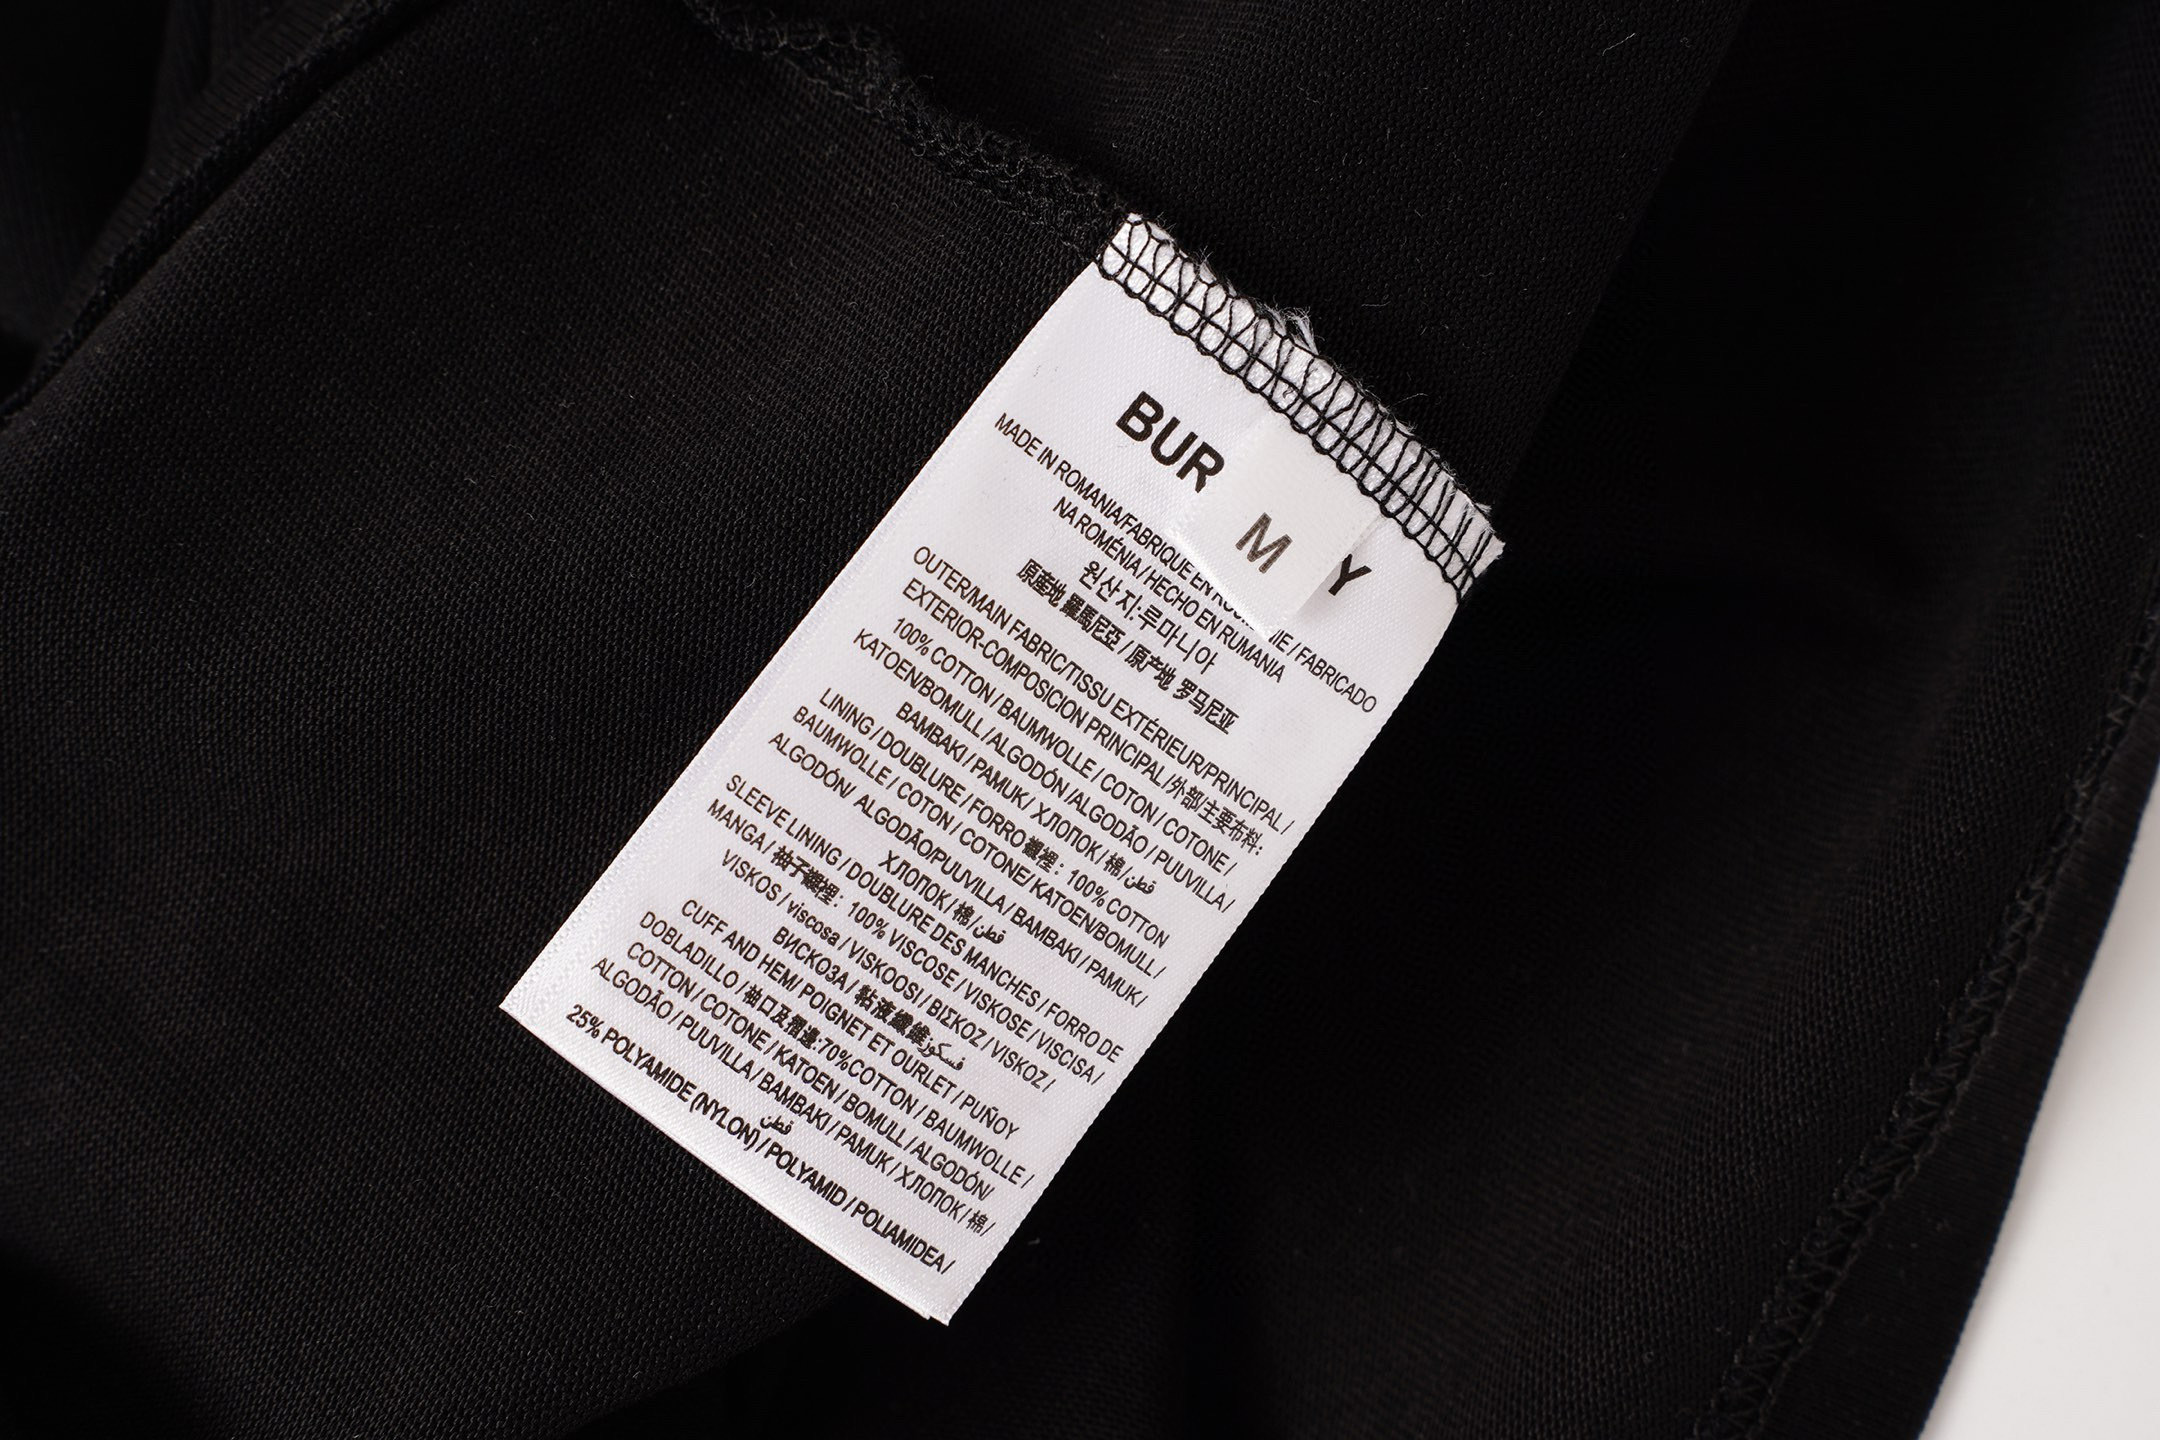 BUR Y
M
MADE IN ROMANIA/FABRIQUE EN IE / FABRICADO
NA ROMÉNIA / HECHO EN RUMANIA
원산 지:루마니아
原產地 羅馬尼亞 / 原产地 罗马尼亚
OUTER/MAIN FABRIC/TISSU EXTÉRIEUR/PRINCIPAL /
EXTERIOR-COMPOSICION PRINCIPAL/外部/主要布料:
100% COTTON / BAUMWOLLE / COTON / COTONE /
KATOEN/BOMULL / ALGODÓN /ALGODÃO / PUUVILLA /
BAMBAKI / PAMUK/ ХЛОПОК / 棉 / قطن
LINING / DOUBLURE / FORRO 襯裡: 100% COTTON
BAUMWOLLE / COTON / COTONE/ KATOEN/BOMULL /
ALGODÓN/ ALGODÃO/PUUVILLA / BAMBAKI / PAMUK/
ХЛОПОК / 棉 / قطن
SLEEVE LINING / DOUBLURE DES MANCHES / FORRO DE
MANGA / 袖子襯裡: 100% VISCOSE / VISKOSE / VISCISA /
VISKOS / viscosa / VISKOOSI / ΒΙΣΚΟΖ / VISKOZ /
ВИСКОЗА / 黏液纖維 فسكوز
CUFF AND HEM/ POIGNET ET OURLET / PUÑOY
DOBLADILLO / 袖口及褶邊:70%COTTON / BAUMWOLLE /
COTTON / COTONE / KATOEN / BOMULL / ALGODÓN/
ALGODÃO / PUUVILLA / BAMBAKI / PAMUK / ХЛОПОК / 棉 /
قطن
25% POLYAMIDE (NYLON) / POLYAMID / POLIAMIDEA /